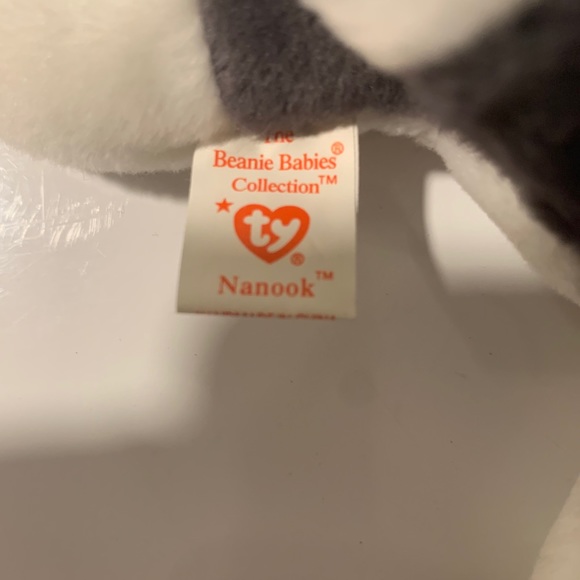 The
Beanie Babies®
Collection™
★ ty ®
Nanook™